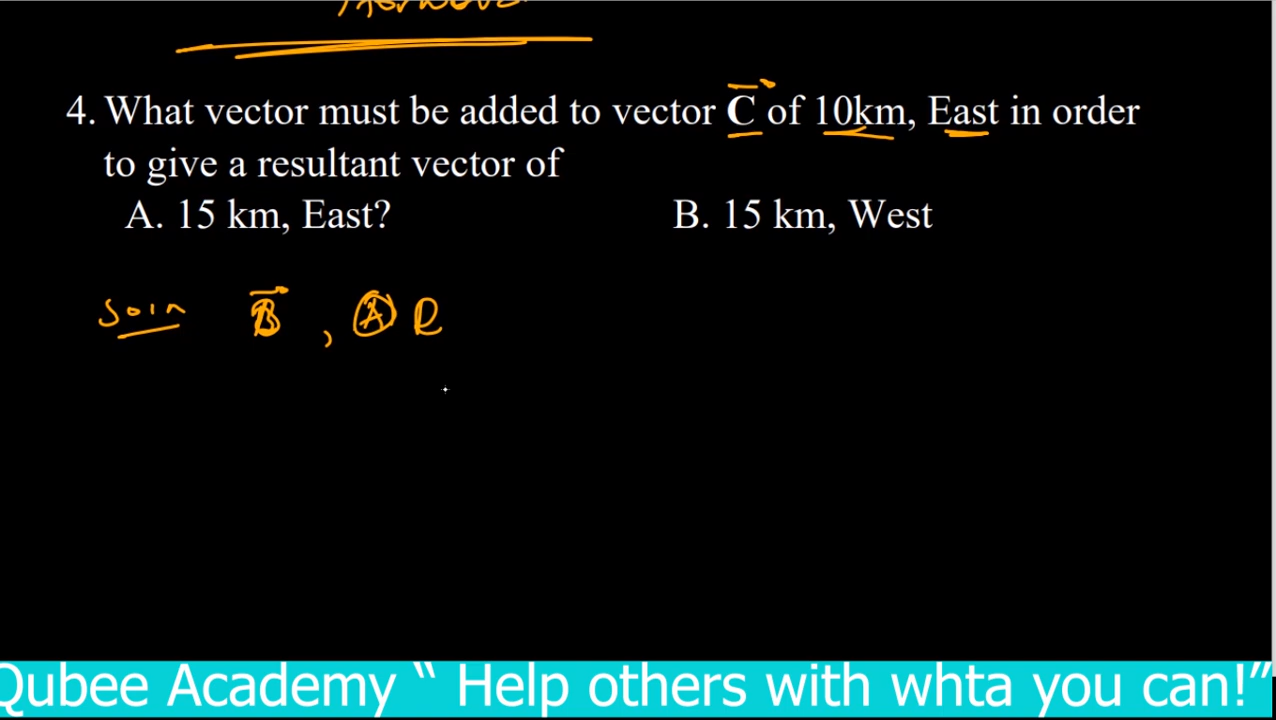 4. What vector must be added to vector C of 10km, East in order
to give a resultant vector of
A. 15 km, East? B. 15 km, West
Soln B , A R
Qubee Academy “ Help others with whta you can!”